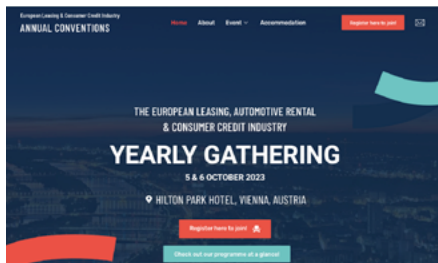 European Leasing & Consumer Credit Industry
ANNUAL CONVENTIONS
Home About Event Accommodation
Register here to join!
THE EUROPEAN LEASING, AUTOMOTIVE RENTAL
& CONSUMER CREDIT INDUSTRY
YEARLY GATHERING
5 & 6 OCTOBER 2023
HILTON PARK HOTEL, VIENNA, AUSTRIA
Register here to join!
Check out our programme at a glance!